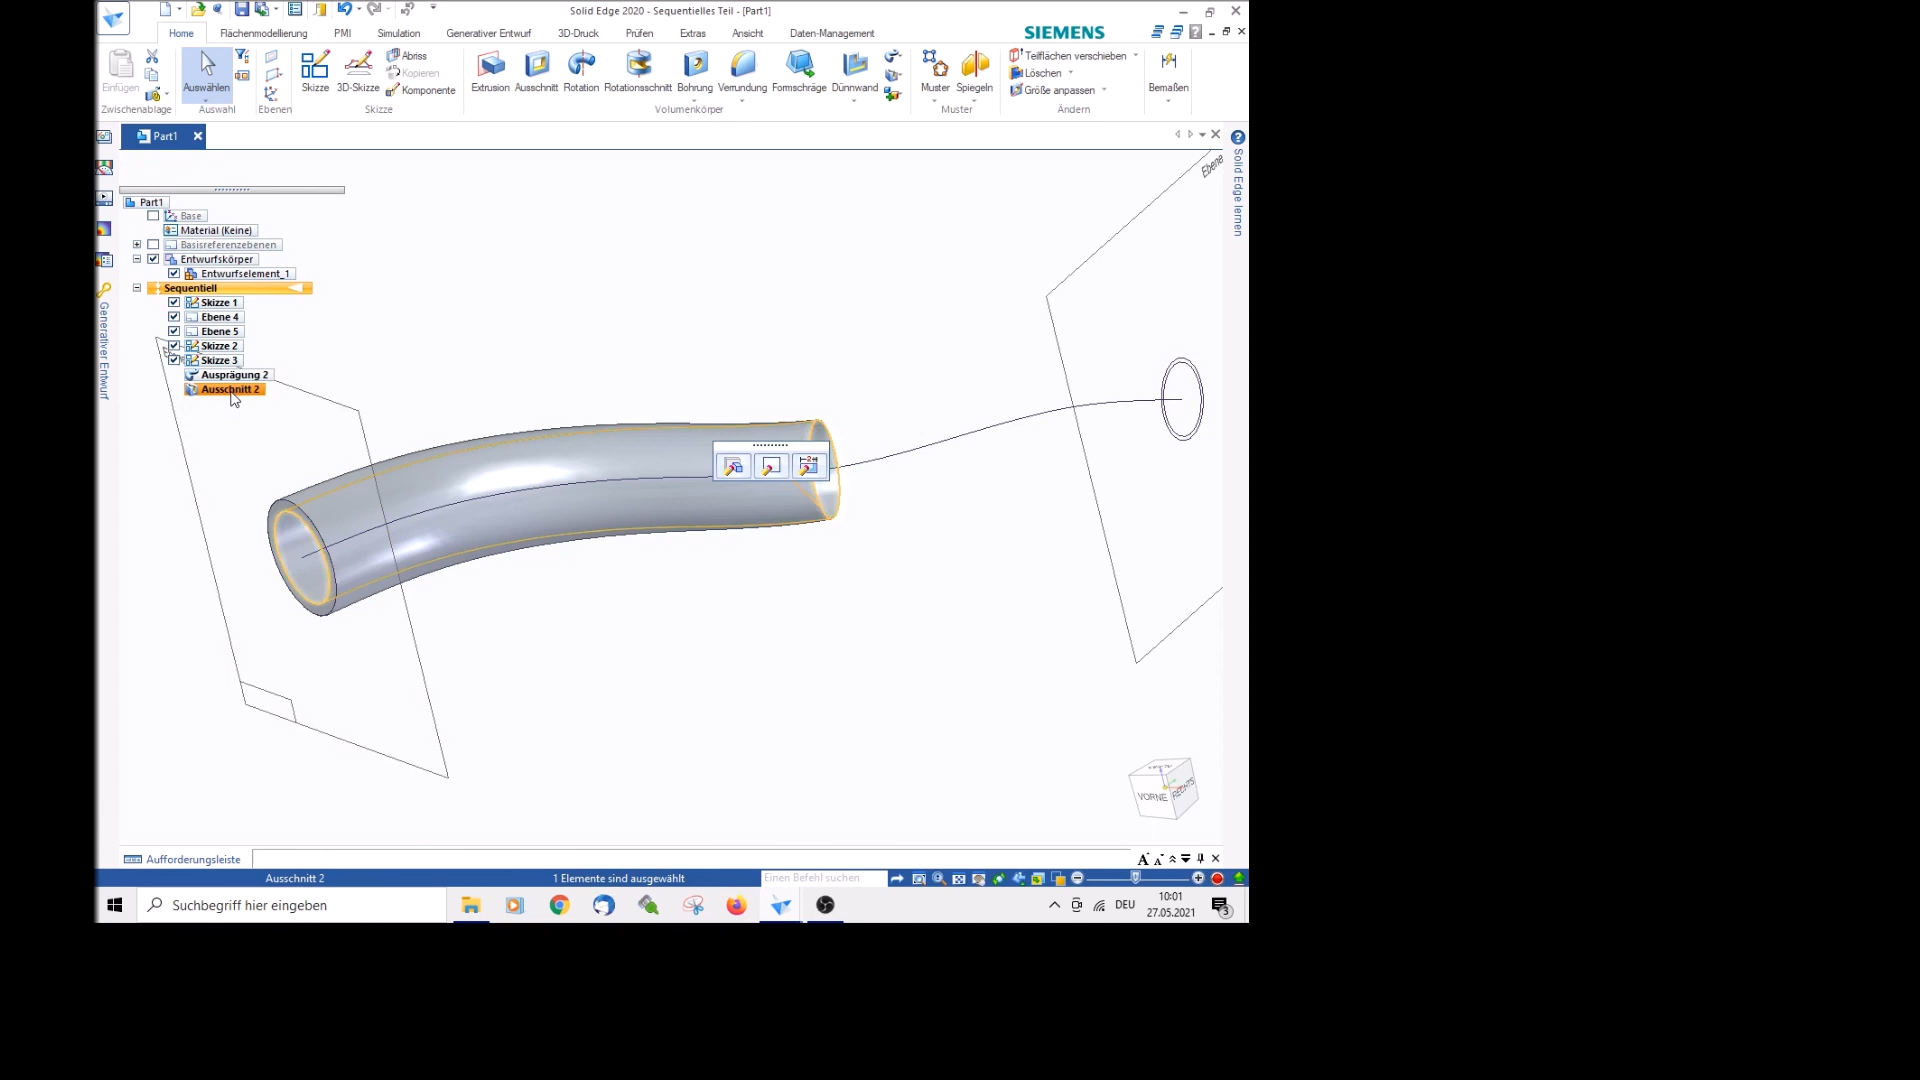 Solid Edge 2020 - Sequentielles Teil - [Part1]
Home
Flächenmodellierung
PMI
Simulation
Generativer Entwurf
3D-Druck
Prüfen
Extras
Ansicht
Daten-Management
SIEMENS
Einfügen
Zwischenablage
Auswählen
Auswahl
Ebenen
Skizze
3D-Skizze
Abriss
Kopieren
Komponente
Skizze
Extrusion
Ausschnitt
Rotation
Rotationsschnitt
Bohrung
Verrundung
Formschräge
Dünnwand
Volumenkörper
Muster
Spiegeln
Muster
Teilflächen verschieben
Löschen
Größe anpassen
Ändern
Bemaßen
Part1
Solid Edge lernen
Generativer Entwurf
Part1
Base
Material (Keine)
Basisreferenzebenen
Entwurfskörper
Entwurfselement_1
Sequentiell
Skizze 1
Ebene 4
Ebene 5
Skizze 2
Skizze 3
Ausprägung 2
Ausschnitt 2
Ebene
VORNE
RECHTS
Aufforderungsleiste
Ausschnitt 2
1 Elemente sind ausgewählt
Einen Befehl suchen
Suchbegriff hier eingeben
DEU
10:01
27.05.2021
3